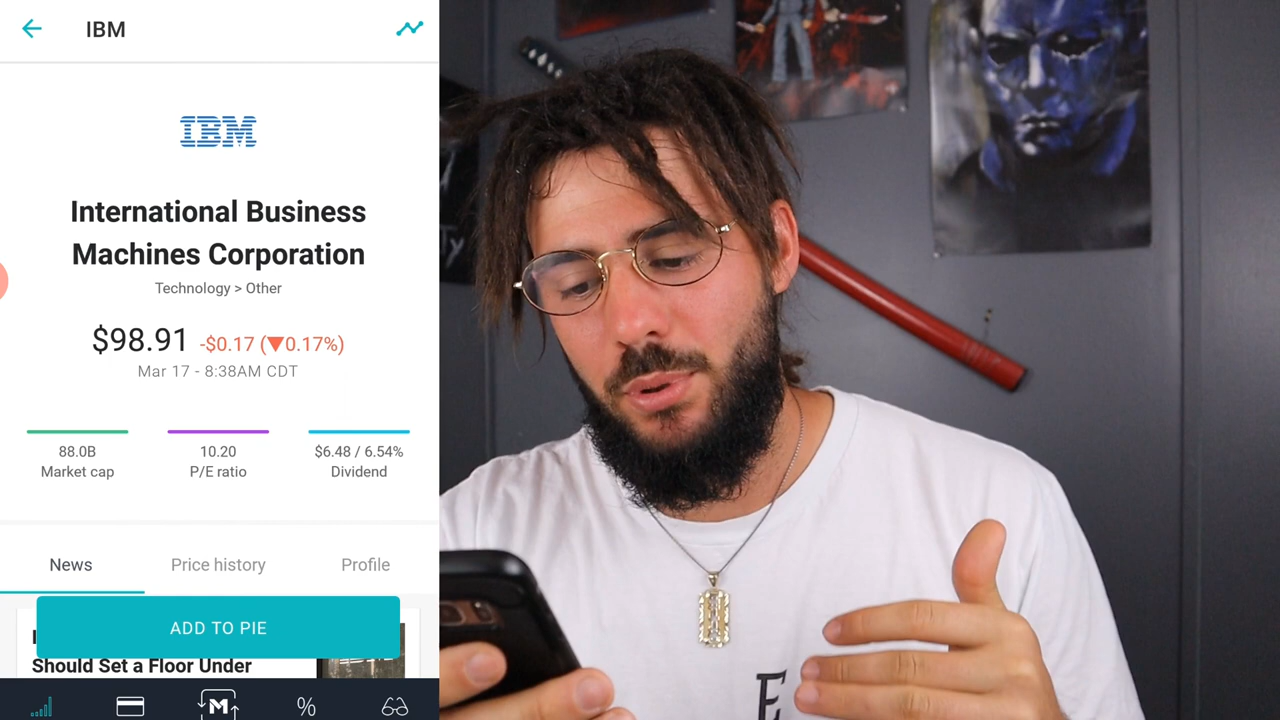 IBM
IBM
International Business
Machines Corporation
Technology > Other
$98.91 -$0.17 (▼0.17%)
Mar 17 - 8:38AM CDT
88.0B 10.20 $6.48 / 6.54%
Market cap P/E ratio Dividend
News Price history Profile
ADD TO PIE
Should Set a Floor Under
M
%
E